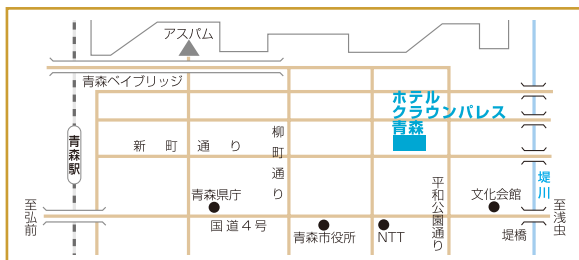 アスパム
青森ベイブリッジ
ホテル
クラウンパレス
青森
新町通り
柳町通り
青森駅
堤川
青森県庁
平和公園通り
文化会館
至弘前
至浅虫
国道4号
青森市役所
NTT
堤橋